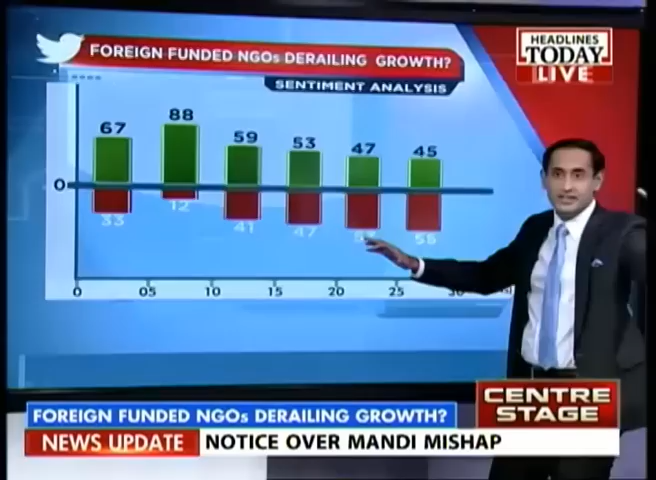 FOREIGN FUNDED NGOs DERAILING GROWTH?
SENTIMENT ANALYSIS
HEADLINES
TODAY
LIVE
67 88 59 53 47 45
0
33 12 41 47 55
0 05 10 15 20 25
FOREIGN FUNDED NGOs DERAILING GROWTH?
CENTRE
STAGE
NEWS UPDATE NOTICE OVER MANDI MISHAP